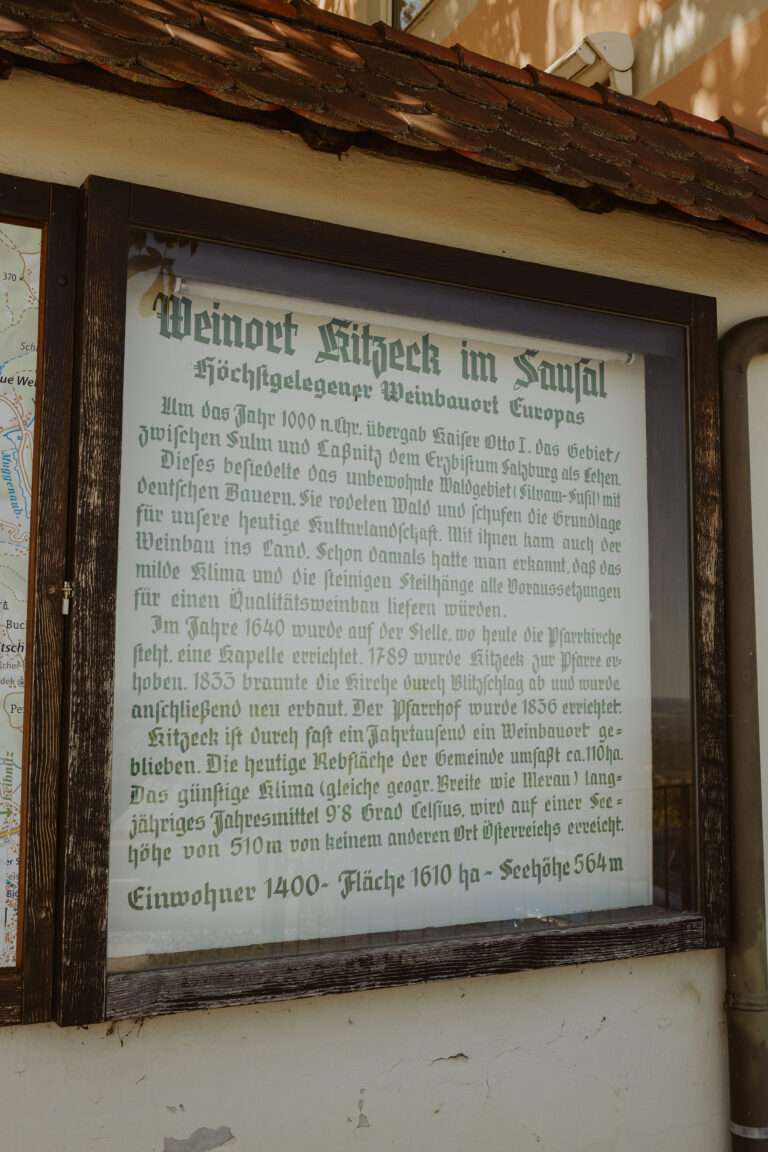 Weinort Kitzeck im Sausal
Höchstgelegener Weinbauort Europas
Um das Jahr 1000 n. Chr. übergab Kaiser Otto I. das Gebiet/
zwischen Sulm und Laßnitz dem Erzbistum Salzburg als Lehen.
Dieses besiedelte das unbewohnte Waldgebiet (Silvam-Susil) mit
deutschen Bauern. Sie rodeten Wald und schufen die Grundlage
für unsere heutige Kulturlandschaft. Mit ihnen kam auch der
Weinbau ins Land. Schon damals hatte man erkannt, daß das
milde Klima und die steinigen Steilhänge alle Voraussetzungen
für einen Qualitätsweinbau liefern würden.
Im Jahre 1640 wurde auf der Stelle, wo heute die Pfarrkirche
steht, eine Kapelle errichtet. 1789 wurde Kitzeck zur Pfarre er-
hoben. 1833 brannte die Kirche durch Blitzschlag ab und wurde
anschließend neu erbaut. Der Pfarrhof wurde 1836 errichtet.
Kitzeck ist durch fast ein Jahrtausend ein Weinbauort ge-
blieben. Die heutige Rebfläche der Gemeinde umfaßt ca. 110 ha.
Das günstige Klima (gleiche geogr. Breite wie Meran) lang-
jähriges Jahresmittel 9°8 Grad Celsius, wird auf einer See-
höhe von 510 m von keinem anderen Ort Österreichs erreicht.
Einwohner 1400 - Fläche 1610 ha - Seehöhe 564 m
370
Muggenaub
Buc
Leibnitz